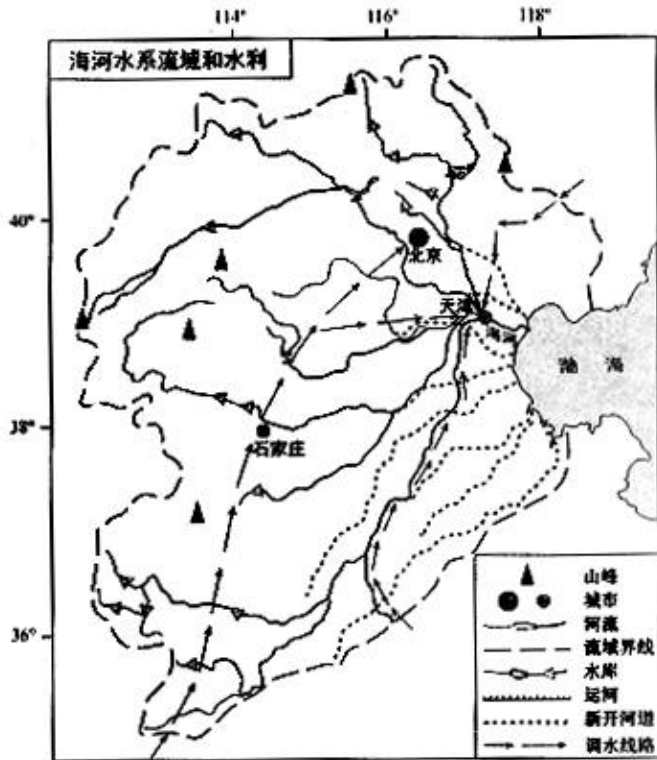 114° 116° 118°
海河水系流域和水利
40°
北京
天津
海河
渤 海
38°
石家庄
36°
山峰
城市
河流
流域界线
水库
运河
新开河道
调水线路